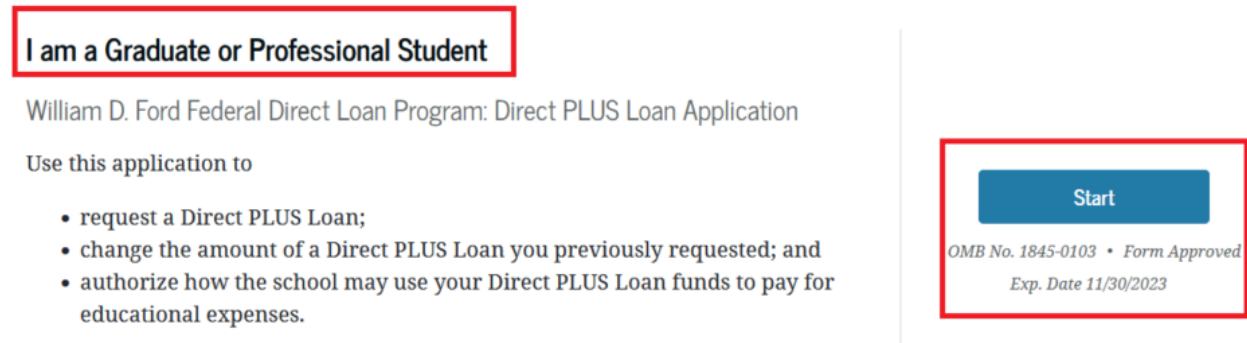 I am a Graduate or Professional Student
William D. Ford Federal Direct Loan Program: Direct PLUS Loan Application
Use this application to
• request a Direct PLUS Loan;
• change the amount of a Direct PLUS Loan you previously requested; and
• authorize how the school may use your Direct PLUS Loan funds to pay for
educational expenses.
Start
OMB No. 1845-0103 • Form Approved
Exp. Date 11/30/2023